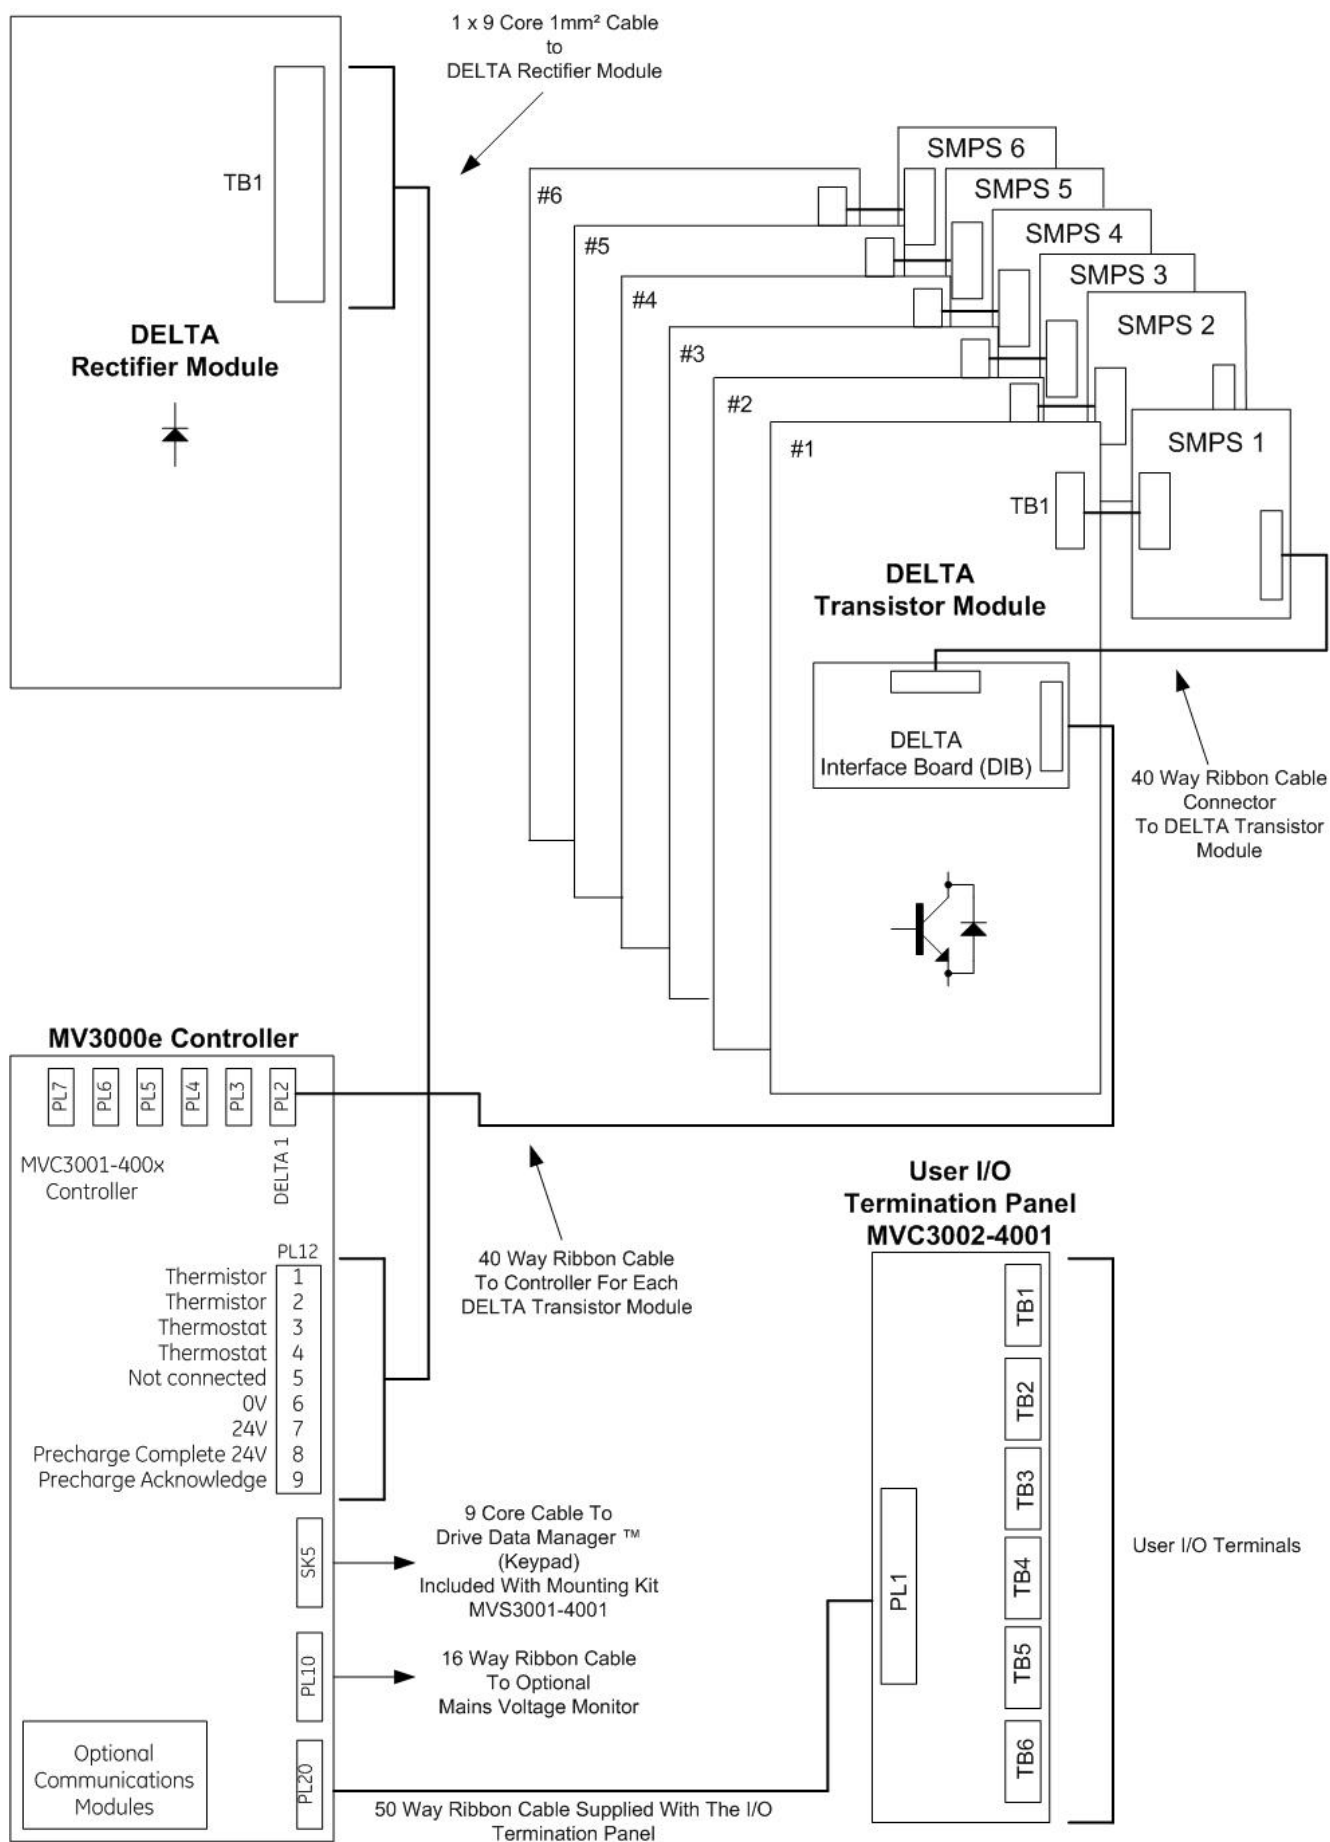 1 x 9 Core 1mm² Cable
to
DELTA Rectifier Module
TB1
DELTA
Rectifier Module
SMPS 6
SMPS 5
SMPS 4
SMPS 3
SMPS 2
SMPS 1
#6
#5
#4
#3
#2
#1
TB1
DELTA
Transistor Module
DELTA
Interface Board (DIB)
40 Way Ribbon Cable
Connector
To DELTA Transistor
Module
MV3000e Controller
PL7
PL6
PL5
PL4
PL3
PL2
MVC3001-400x
Controller
DELTA 1
40 Way Ribbon Cable
To Controller For Each
DELTA Transistor Module
PL12
Thermistor 1
Thermistor 2
Thermostat 3
Thermostat 4
Not connected 5
0V 6
24V 7
Precharge Complete 24V 8
Precharge Acknowledge 9
SK5
9 Core Cable To
Drive Data Manager ™
(Keypad)
Included With Mounting Kit
MVS3001-4001
PL10
16 Way Ribbon Cable
To Optional
Mains Voltage Monitor
Optional
Communications
Modules
PL20
50 Way Ribbon Cable Supplied With The I/O
Termination Panel
User I/O
Termination Panel
MVC3002-4001
PL1
TB1
TB2
TB3
TB4
TB5
TB6
User I/O Terminals